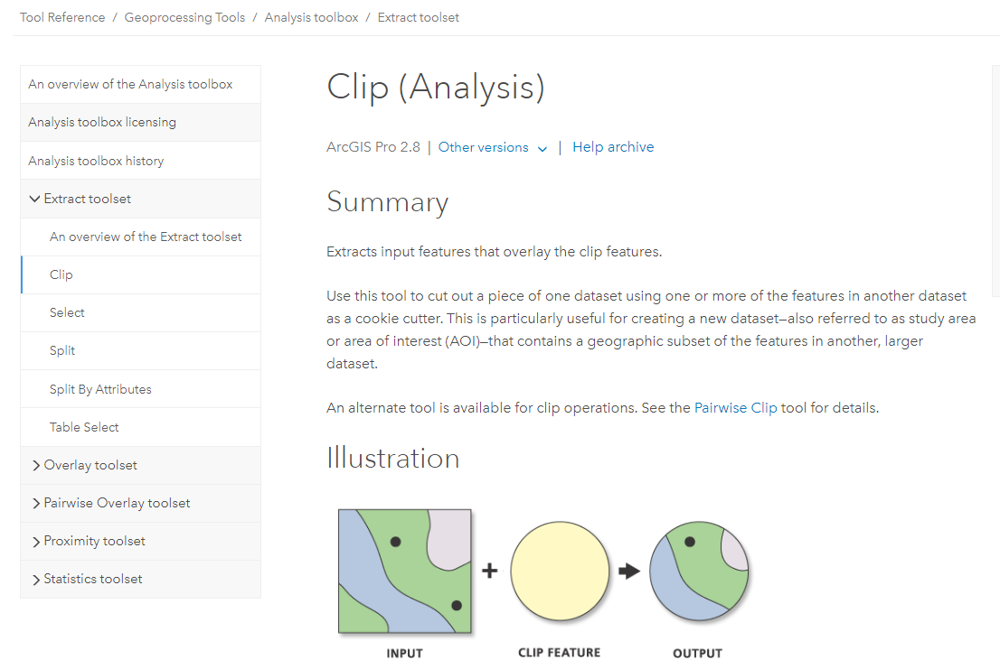 Tool Reference / Geoprocessing Tools / Analysis toolbox / Extract toolset
An overview of the Analysis toolbox
Analysis toolbox licensing
Analysis toolbox history
Extract toolset
An overview of the Extract toolset
Clip
Select
Split
Split By Attributes
Table Select
Overlay toolset
Pairwise Overlay toolset
Proximity toolset
Statistics toolset
Clip (Analysis)
ArcGIS Pro 2.8 | Other versions | Help archive
Summary
Extracts input features that overlay the clip features.
Use this tool to cut out a piece of one dataset using one or more of the features in another dataset
as a cookie cutter. This is particularly useful for creating a new dataset—also referred to as study area
or area of interest (AOI)—that contains a geographic subset of the features in another, larger
dataset.
An alternate tool is available for clip operations. See the Pairwise Clip tool for details.
Illustration
INPUT
CLIP FEATURE
OUTPUT